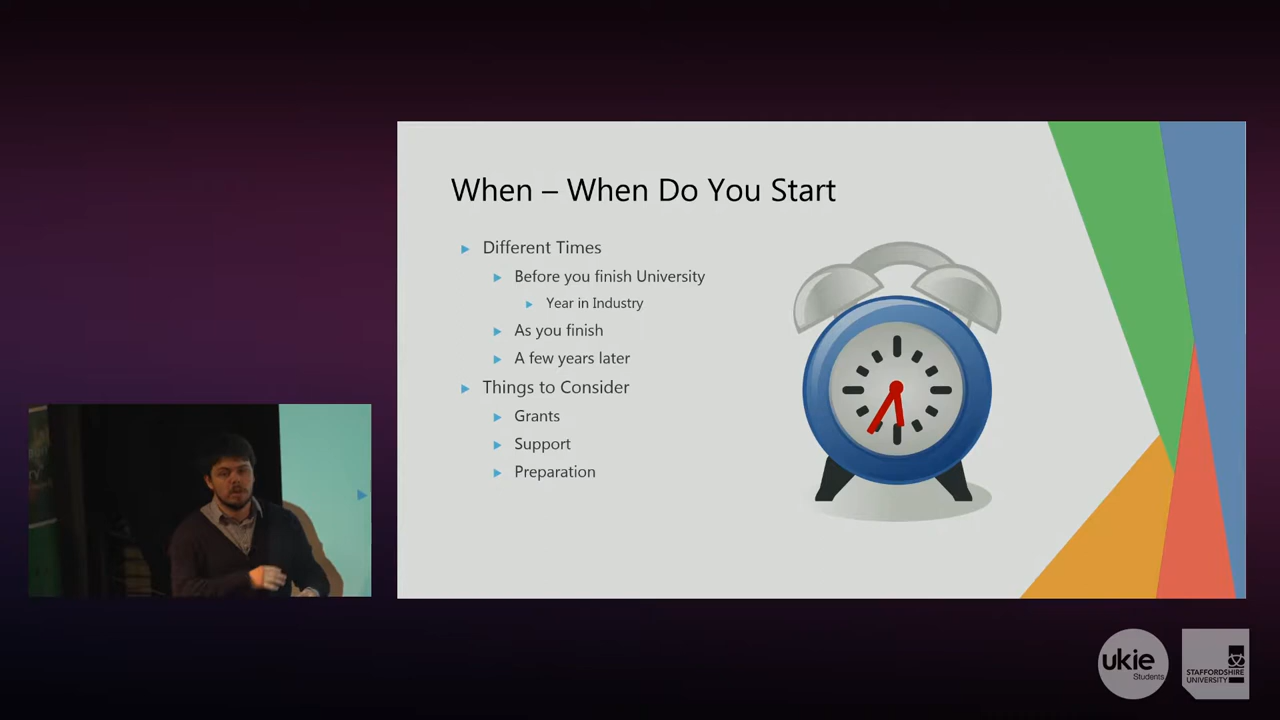 When – When Do You Start
Different Times
Before you finish University
Year in Industry
As you finish
A few years later
Things to Consider
Grants
Support
Preparation
ukie
Students
STAFFORDSHIRE
UNIVERSITY